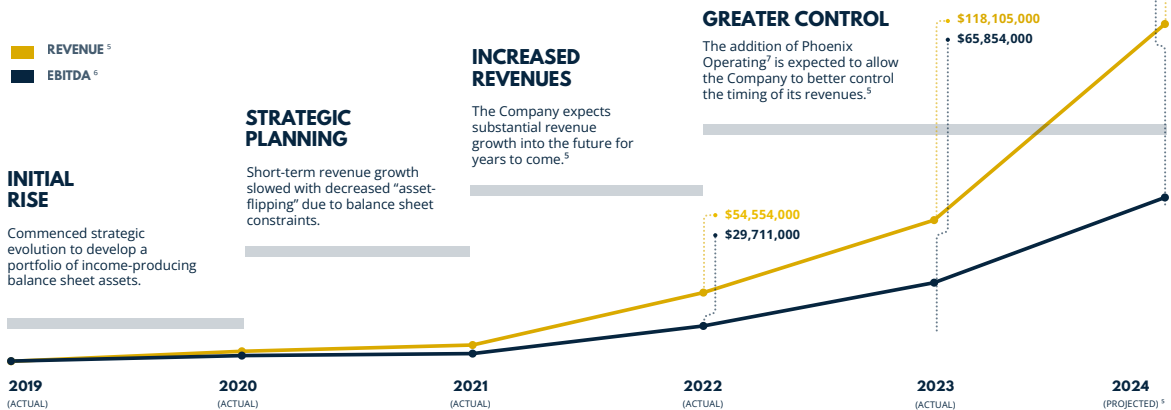 REVENUE ⁵
EBITDA ⁶
INITIAL
RISE
Commenced strategic
evolution to develop a
portfolio of income-producing
balance sheet assets.
STRATEGIC
PLANNING
Short-term revenue growth
slowed with decreased “asset-
flipping” due to balance sheet
constraints.
INCREASED
REVENUES
The Company expects
substantial revenue
growth into the future for
years to come.⁵
GREATER CONTROL
The addition of Phoenix
Operating⁷ is expected to allow
the Company to better control
the timing of its revenues.⁵
$54,554,000
$29,711,000
$118,105,000
$65,854,000
2019
(ACTUAL)
2020
(ACTUAL)
2021
(ACTUAL)
2022
(ACTUAL)
2023
(ACTUAL)
2024
(PROJECTED) ⁵